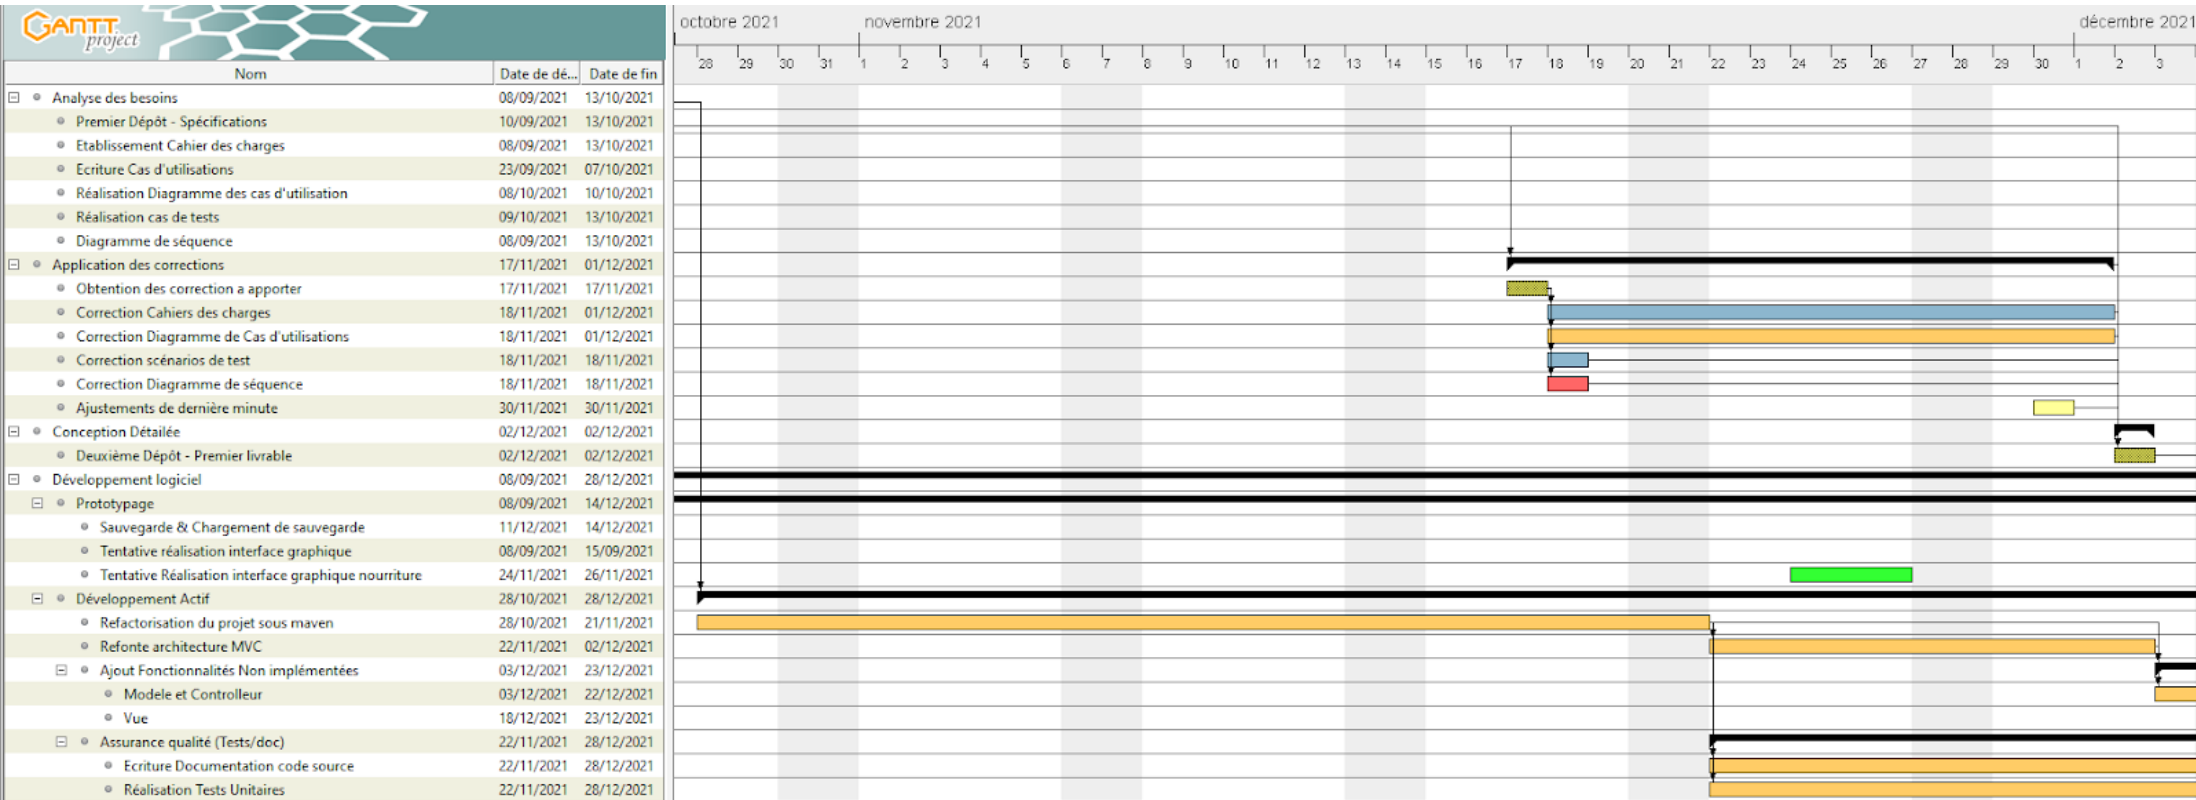 GANTT project
octobre 2021 novembre 2021 décembre 2021
28 29 30 31 1 2 3 4 5 6 7 8 9 10 11 12 13 14 15 16 17 18 19 20 21 22 23 24 25 26 27 28 29 30 1 2 3
Nom Date de dé... Date de fin
Analyse des besoins 08/09/2021 13/10/2021
Premier Dépôt - Spécifications 10/09/2021 13/10/2021
Etablissement Cahier des charges 08/09/2021 13/10/2021
Ecriture Cas d'utilisations 23/09/2021 07/10/2021
Réalisation Diagramme des cas d'utilisation 08/10/2021 10/10/2021
Réalisation cas de tests 09/10/2021 13/10/2021
Diagramme de séquence 08/09/2021 13/10/2021
Application des corrections 17/11/2021 01/12/2021
Obtention des correction a apporter 17/11/2021 17/11/2021
Correction Cahiers des charges 18/11/2021 01/12/2021
Correction Diagramme de Cas d'utilisations 18/11/2021 01/12/2021
Correction scénarios de test 18/11/2021 18/11/2021
Correction Diagramme de séquence 18/11/2021 18/11/2021
Ajustements de dernière minute 30/11/2021 30/11/2021
Conception Détailée 02/12/2021 02/12/2021
Deuxième Dépôt - Premier livrable 02/12/2021 02/12/2021
Développement logiciel 08/09/2021 28/12/2021
Prototypage 08/09/2021 14/12/2021
Sauvegarde & Chargement de sauvegarde 11/12/2021 14/12/2021
Tentative réalisation interface graphique 08/09/2021 15/09/2021
Tentative Réalisation interface graphique nourriture 24/11/2021 26/11/2021
Développement Actif 28/10/2021 28/12/2021
Refactorisation du projet sous maven 28/10/2021 21/11/2021
Refonte architecture MVC 22/11/2021 02/12/2021
Ajout Fonctionnalités Non implémentées 03/12/2021 23/12/2021
Modele et Controlleur 03/12/2021 22/12/2021
Vue 18/12/2021 23/12/2021
Assurance qualité (Tests/doc) 22/11/2021 28/12/2021
Ecriture Documentation code source 22/11/2021 28/12/2021
Réalisation Tests Unitaires 22/11/2021 28/12/2021